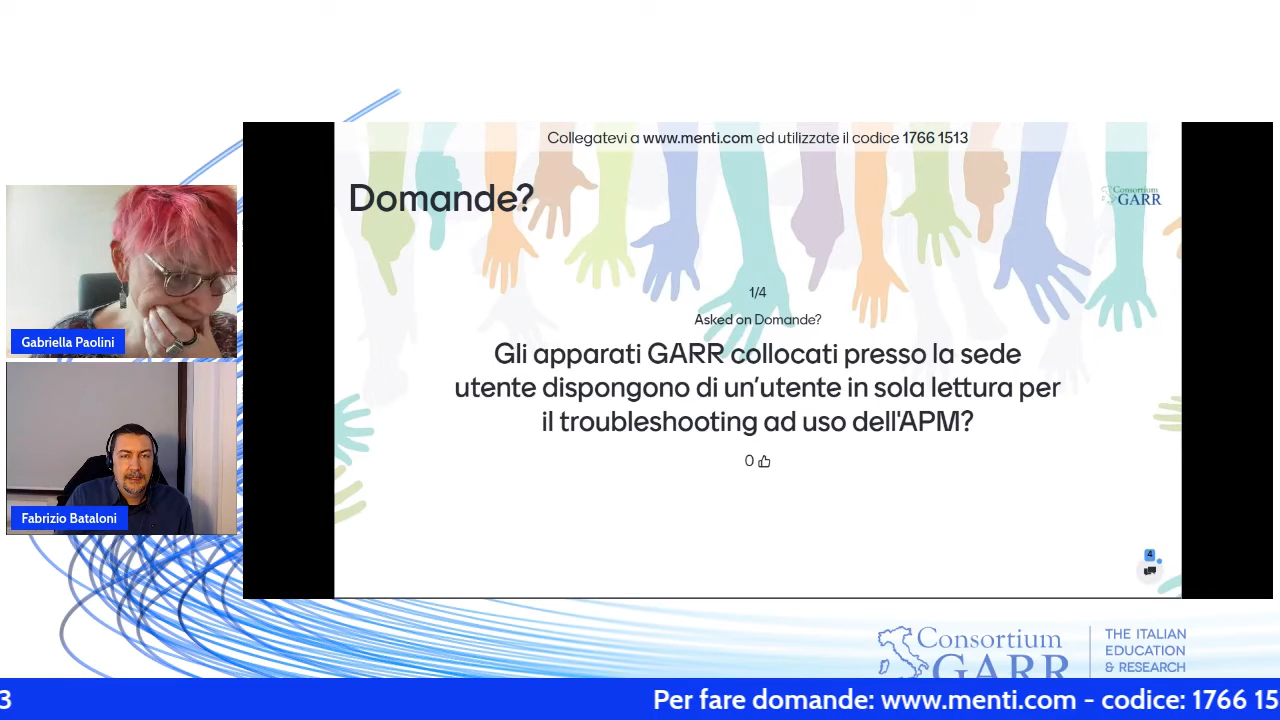 Collegatevi a www.menti.com ed utilizzate il codice 1766 1513
Domande?
Consortium
GARR
1/4
Asked on Domande?
Gli apparati GARR collocati presso la sede
utente dispongono di un'utente in sola lettura per
il troubleshooting ad uso dell'APM?
0
4
Gabriella Paolini
Fabrizio Bataloni
Consortium
GARR
THE ITALIAN
EDUCATION
& RESEARCH
3 Per fare domande: www.menti.com - codice: 1766 15